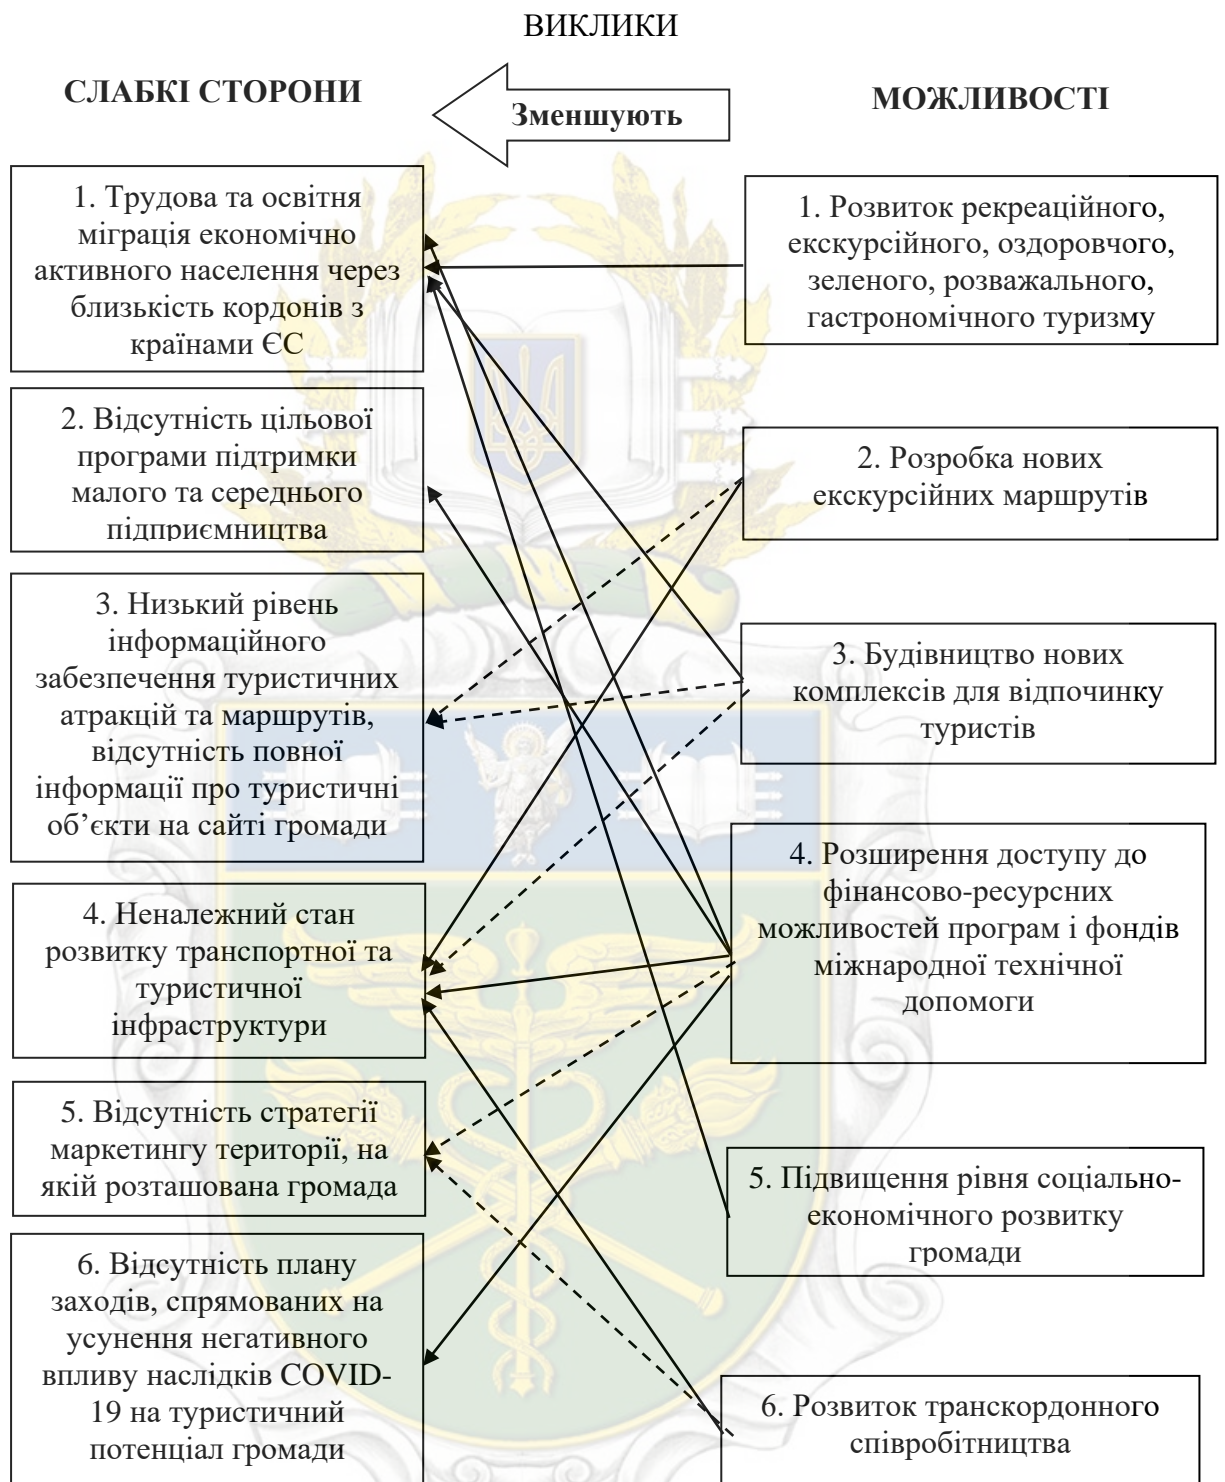 ВИКЛИКИ
СЛАБКІ СТОРОНИ
Зменшують
МОЖЛИВОСТІ
1. Трудова та освітня
міграція економічно
активного населення через
близькість кордонів з
країнами ЄС
2. Відсутність цільової
програми підтримки
малого та середнього
підприємництва
3. Низький рівень
інформаційного
забезпечення туристичних
атракцій та маршрутів,
відсутність повної
інформації про туристичні
об’єкти на сайті громади
4. Неналежний стан
розвитку транспортної та
туристичної
інфраструктури
5. Відсутність стратегії
маркетингу території, на
якій розташована громада
6. Відсутність плану
заходів, спрямованих на
усунення негативного
впливу наслідків COVID-
19 на туристичний
потенціал громади
1. Розвиток рекреаційного,
екскурсійного, оздоровчого,
зеленого, розважального,
гастрономічного туризму
2. Розробка нових
екскурсійних маршрутів
3. Будівництво нових
комплексів для відпочинку
туристів
4. Розширення доступу до
фінансово-ресурсних
можливостей програм і фондів
міжнародної технічної
допомоги
5. Підвищення рівня соціально-
економічного розвитку
громади
6. Розвиток транскордонного
співробітництва